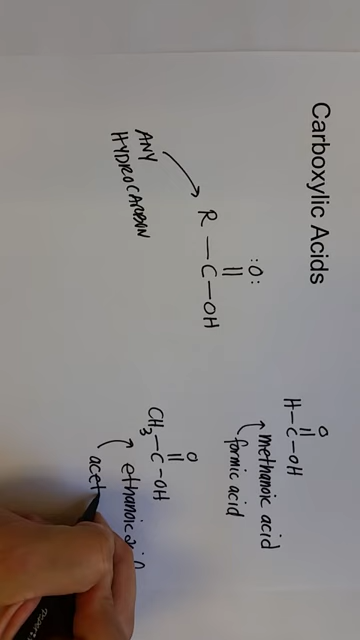 Carboxylic Acids
:O:
||
R — C — OH
ANY
HYDROCARBON
O
||
H — C — OH
methanoic acid
formic acid
O
||
CH₃ — C — OH
ethanoic
acet